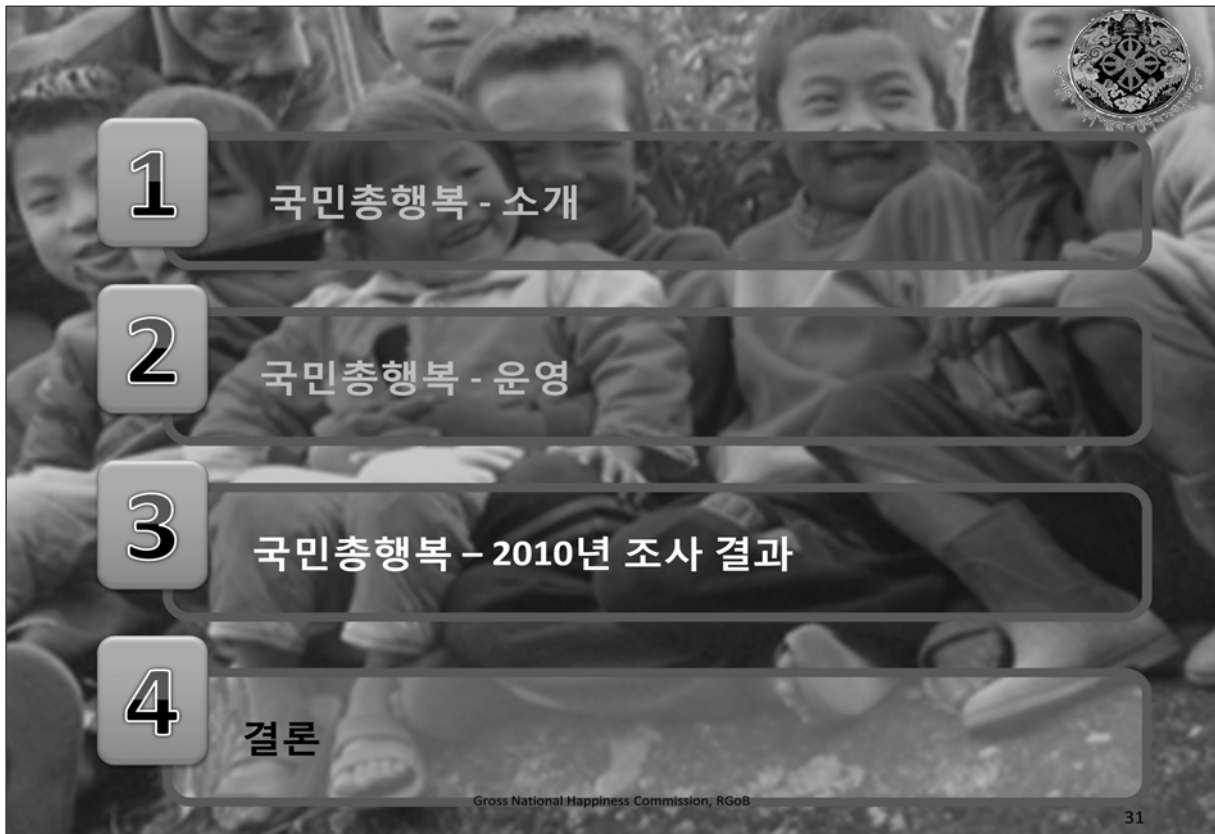 1
국민총행복 - 소개
2
국민총행복 - 운영
3
국민총행복 – 2010년 조사 결과
4
결론
Gross National Happiness Commission, RGoB
31